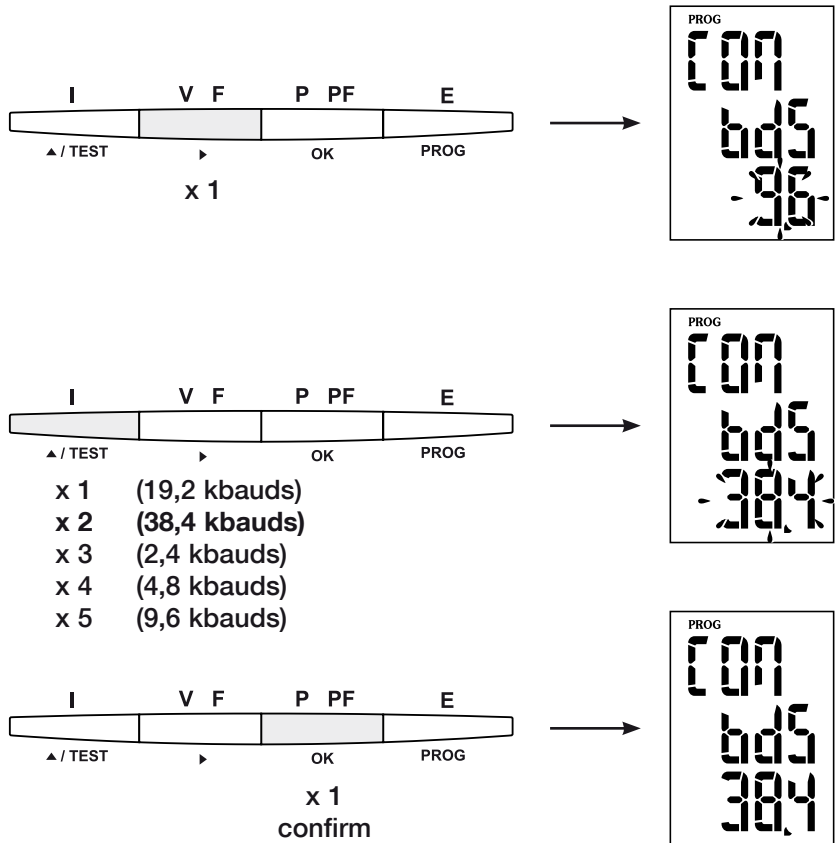 PROG
COM
bdS
9.6
I V F P PF E
▲ / TEST ▶ OK PROG
x 1
PROG
COM
bdS
38.4
I V F P PF E
▲ / TEST ▶ OK PROG
x 1 (19,2 kbauds)
x 2 (38,4 kbauds)
x 3 (2,4 kbauds)
x 4 (4,8 kbauds)
x 5 (9,6 kbauds)
PROG
COM
bdS
38.4
I V F P PF E
▲ / TEST ▶ OK PROG
x 1
confirm